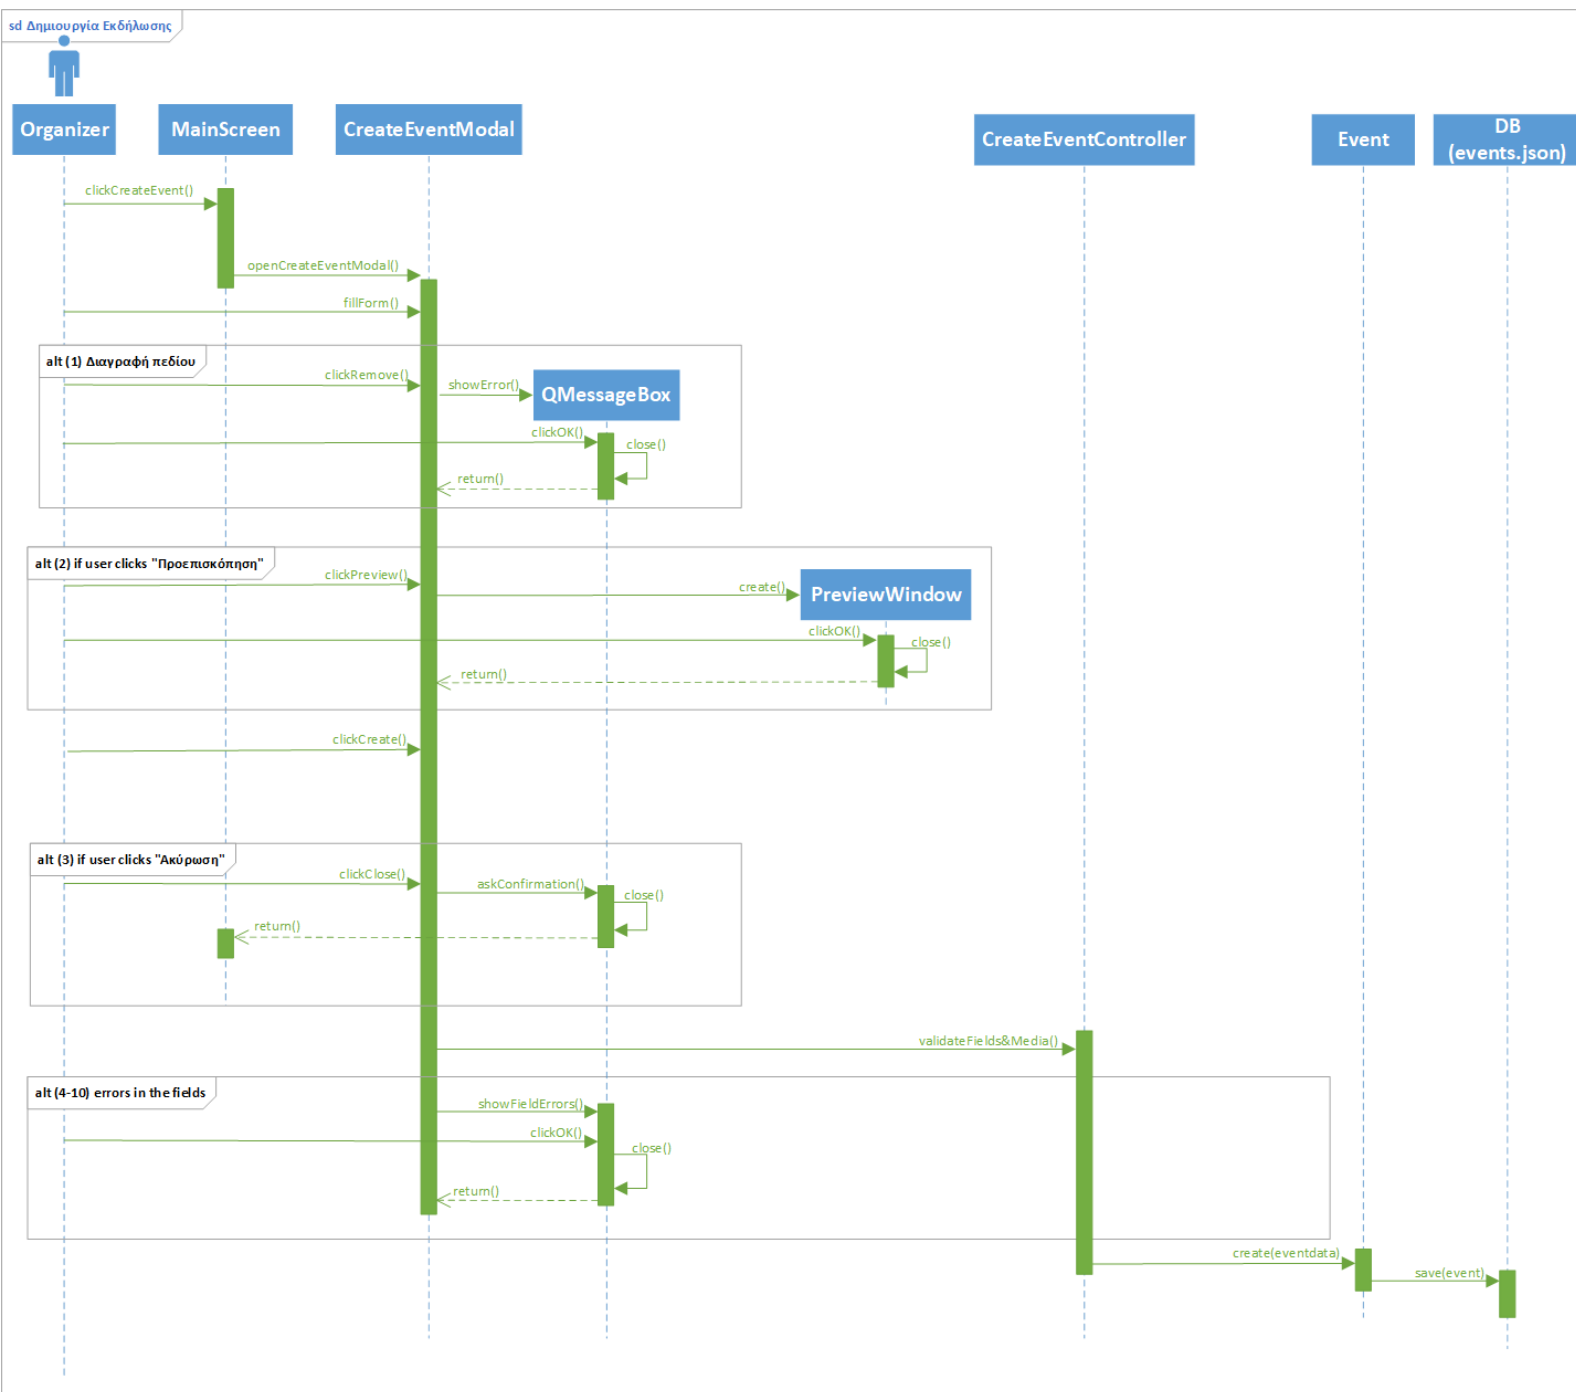 sd Δημιουργία Εκδήλωσης
Organizer
MainScreen
CreateEventModal
CreateEventController
Event
DB
(events.json)
clickCreateEvent()
openCreateEventModal()
fillForm()
alt (1) Διαγραφή πεδίου
clickRemove()
showError()
QMessageBox
clickOK()
close()
return()
alt (2) if user clicks "Προεπισκόπηση"
clickPreview()
create()
PreviewWindow
clickOK()
close()
return()
clickCreate()
alt (3) if user clicks "Ακύρωση"
clickClose()
askConfirmation()
close()
return()
validateFields&Media()
alt (4-10) errors in the fields
showFieldErrors()
clickOK()
close()
return()
create(eventdata)
save(event)